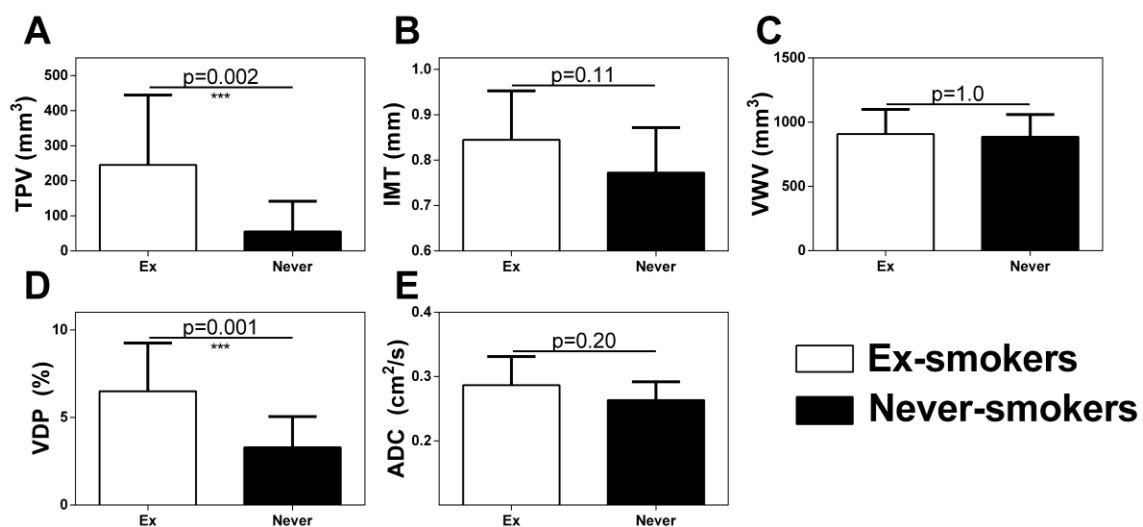 A
TPV (mm³)
500
400
300
200
100
0
p=0.002
***
Ex
Never
B
IMT (mm)
1.0
0.9
0.8
0.7
0.6
p=0.11
Ex
Never
C
VWV (mm³)
1500
1000
500
0
p=1.0
Ex
Never
D
VDP (%)
10
5
0
p=0.001
***
Ex
Never
E
ADC (cm²/s)
0.4
0.3
0.2
p=0.20
Ex
Never
Ex-smokers
Never-smokers